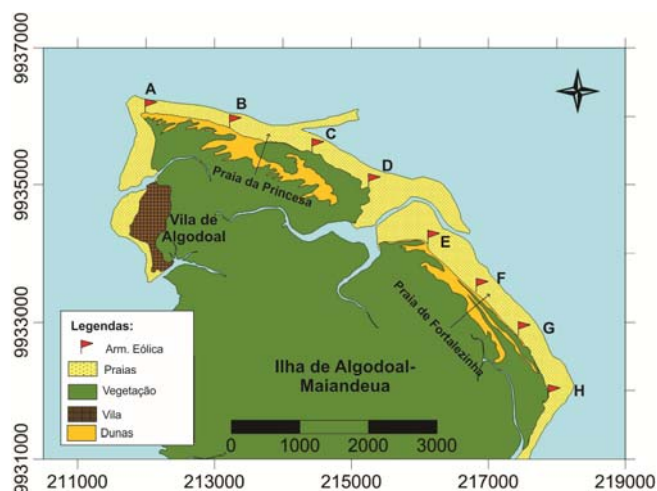 9937000
9935000
9933000
9931000
A
B
C
D
E
F
G
H
Praia da Princesa
Vila de
Algodoal
Praia de Fortalezinha
Ilha de Algodoal-
Maiandeua
Legendas:
Arm. Eólica
Praias
Vegetação
Vila
Dunas
0 1000 2000 3000
211000 213000 215000 217000 219000